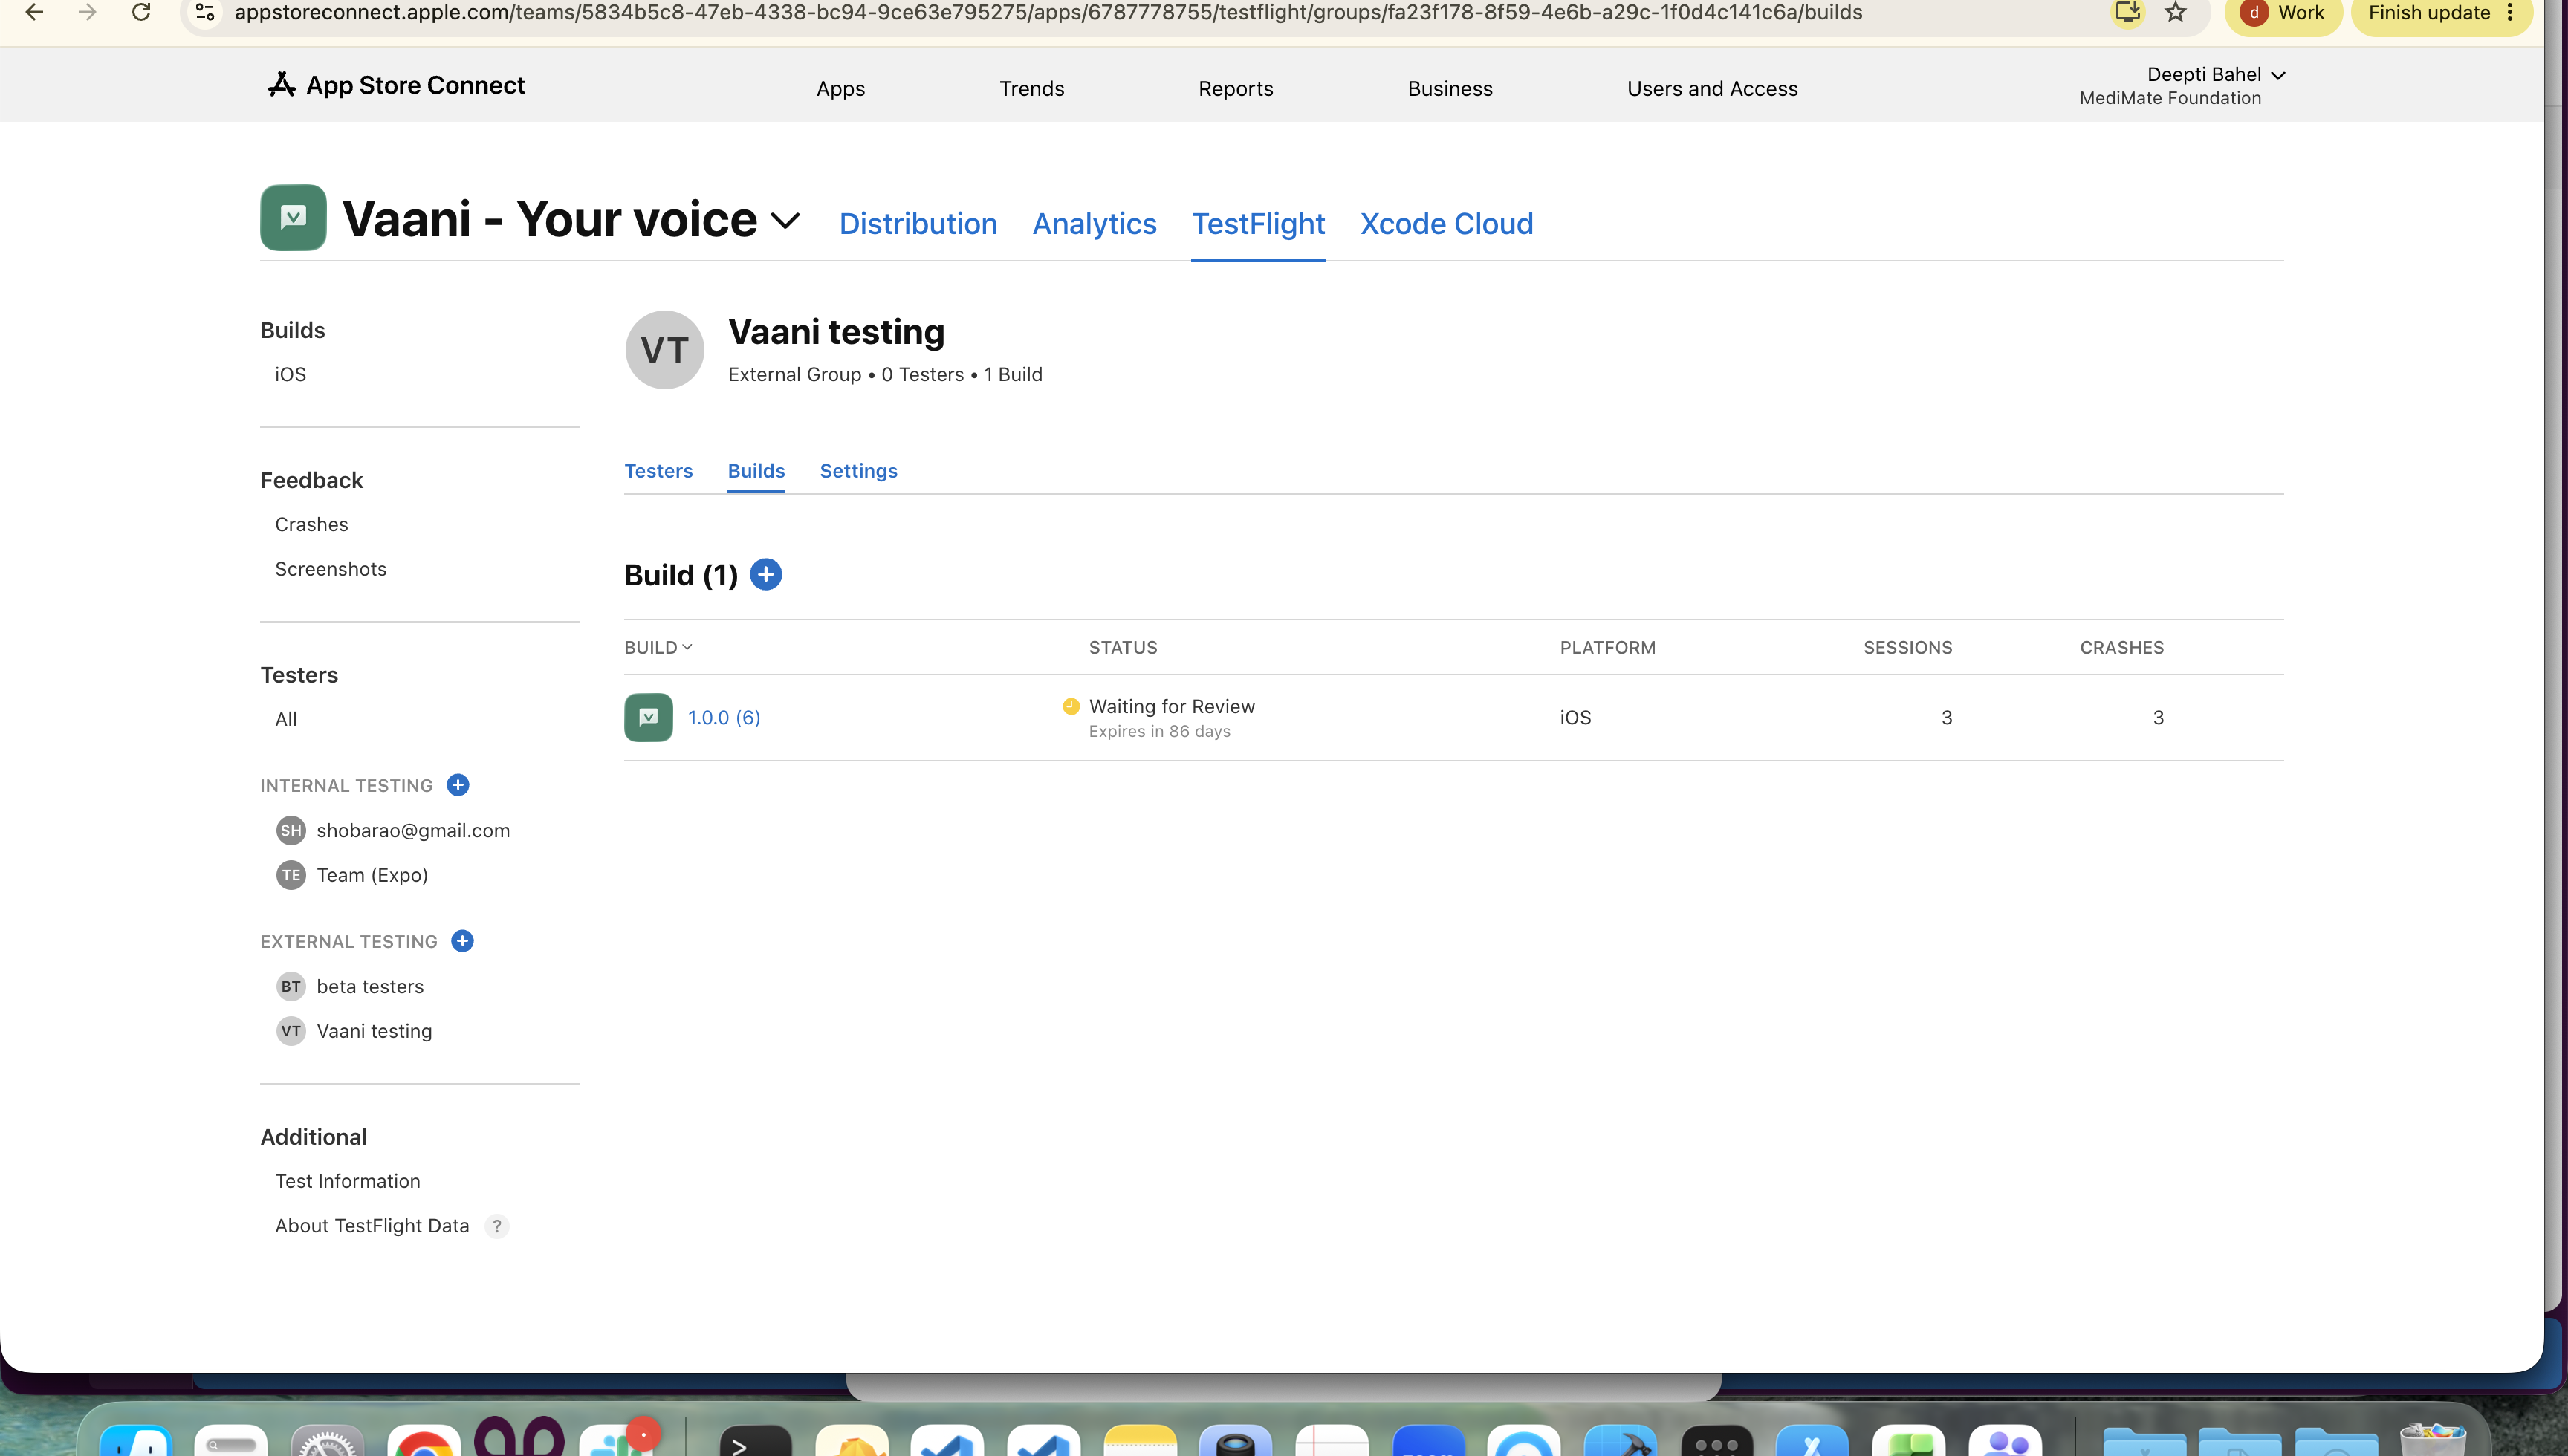 appstoreconnect.apple.com/teams/5834b5c8-47eb-4338-bc94-9ce63e795275/apps/6787778755/testflight/groups/fa23f178-8f59-4e6b-a29c-1f0d4c141c6a/builds
d Work
Finish update
App Store Connect
Apps
Trends
Reports
Business
Users and Access
Deepti Bahel
MediMate Foundation
Vaani - Your voice
Distribution
Analytics
TestFlight
Xcode Cloud
Builds
iOS
Feedback
Crashes
Screenshots
Testers
All
INTERNAL TESTING
SH shobarao@gmail.com
TE Team (Expo)
EXTERNAL TESTING
BT beta testers
VT Vaani testing
Additional
Test Information
About TestFlight Data ?
VT
Vaani testing
External Group • 0 Testers • 1 Build
Testers
Builds
Settings
Build (1)
BUILD STATUS PLATFORM SESSIONS CRASHES
1.0.0 (6) Waiting for Review iOS 3 3
Expires in 86 days